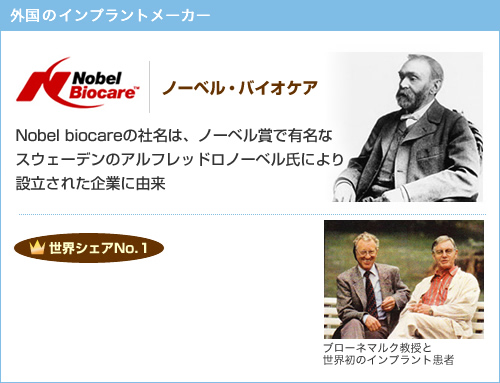 外国のインプラントメーカー
Nobel
Biocare™
ノーベル・バイオケア
Nobel biocareの社名は、ノーベル賞で有名な
スウェーデンのアルフレッドロノーベル氏により
設立された企業に由来
世界シェアNo.1
ブローネマルク教授と
世界初のインプラント患者